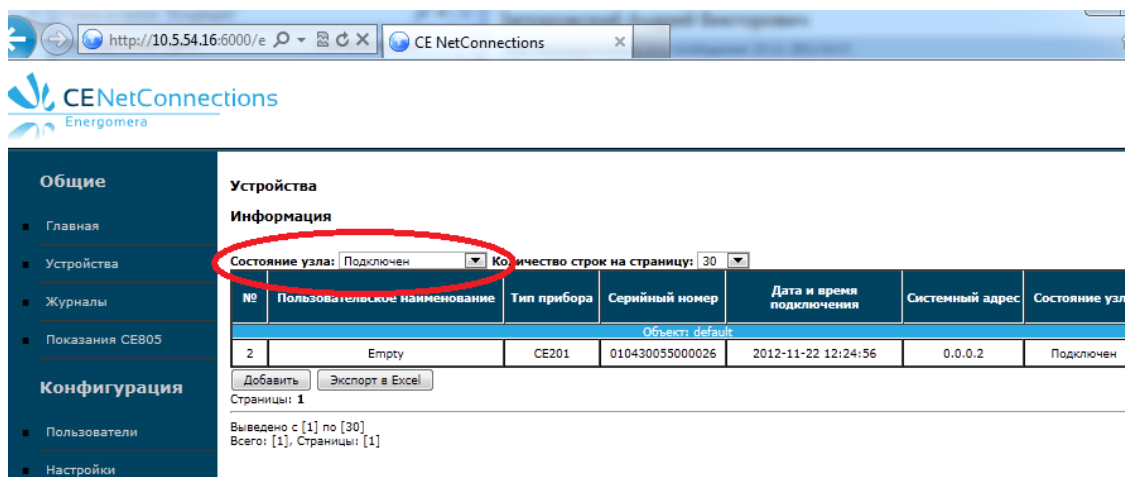 http://10.5.54.16:6000/e
CE NetConnections
CENetConnections
Energomera
Общие
Главная
Устройства
Журналы
Показания CE805
Конфигурация
Пользователи
Настройки
Устройства
Информация
Состояние узла: Подключен Количество строк на страницу: 30
№ Пользовательское наименование Тип прибора Серийный номер Дата и время подключения Системный адрес Состояние узл
Объект: default
2 Empty CE201 010430055000026 2012-11-22 12:24:56 0.0.0.2 Подключен
Добавить Экспорт в Excel
Страницы: 1
Выведено с [1] по [30]
Всего: [1], Страницы: [1]